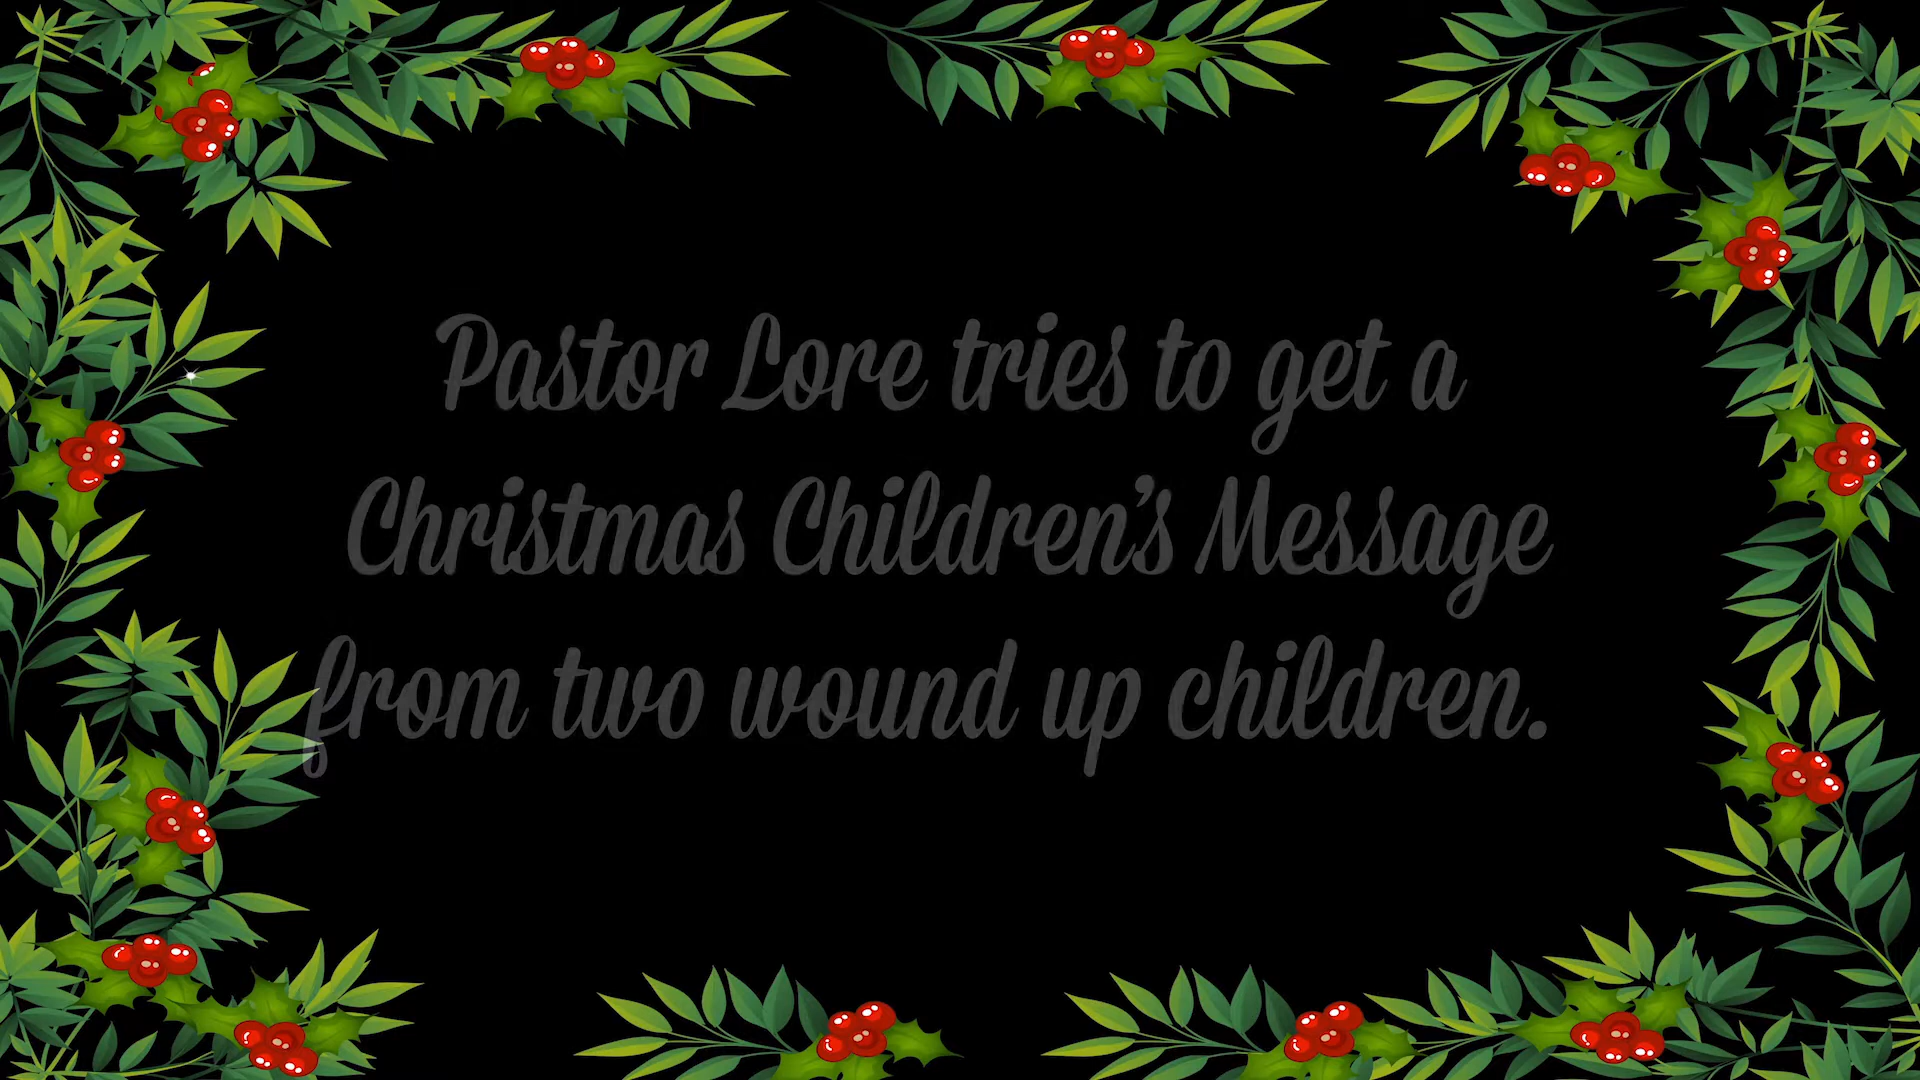 Pastor Lore tries to get a
Christmas Children’s Message
from two wound up children.